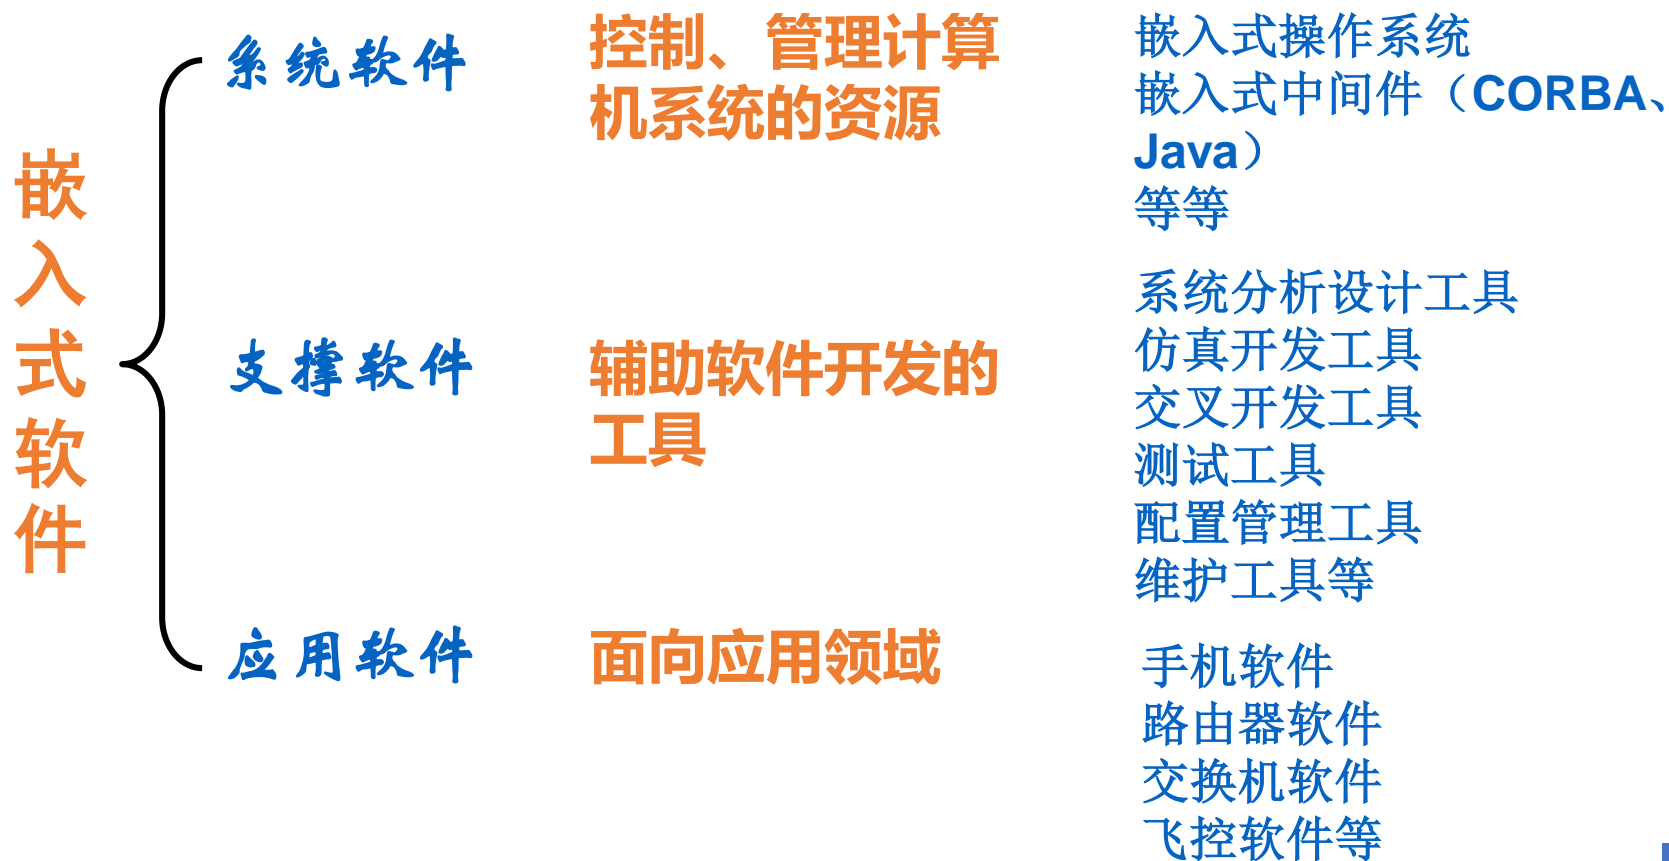 嵌入式软件
系统软件
控制、管理计算
机系统的资源
嵌入式操作系统
嵌入式中间件（CORBA、
Java）
等等
支撑软件
辅助软件开发的
工具
系统分析设计工具
仿真开发工具
交叉开发工具
测试工具
配置管理工具
维护工具等
应用软件
面向应用领域
手机软件
路由器软件
交换机软件
飞控软件等